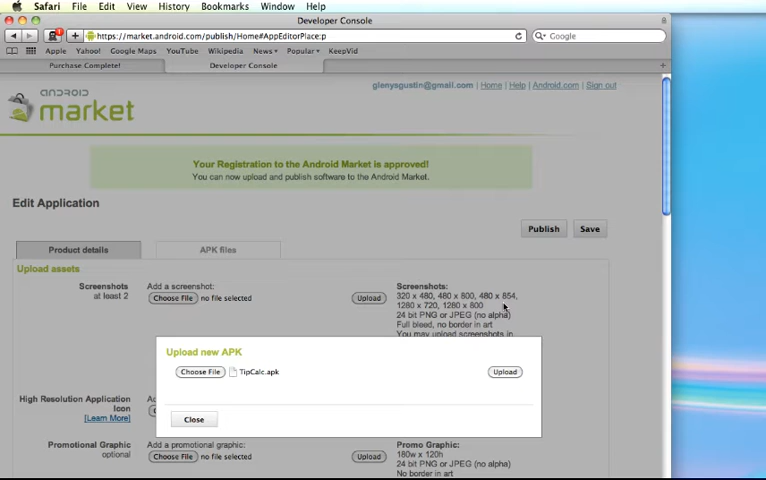 Safari File Edit View History Bookmarks Window Help
Developer Console
https://market.android.com/publish/Home#AppEditorPlace:p
Google
Apple Yahoo! Google Maps YouTube Wikipedia News Popular KeepVid
Purchase Complete! Developer Console
glenyagustin@gmail.com | Home | Help | Android.com | Sign out
ANDROID
market
Your Registration to the Android Market is approved!
You can now upload and publish software to the Android Market.
Edit Application
Publish Save
Product details APK files
Upload assets
Screenshots
at least 2
Add a screenshot:
Choose File no file selected Upload
Screenshots:
320 x 480, 480 x 800, 480 x 854,
1280 x 720, 1280 x 800
24 bit PNG or JPEG (no alpha)
Full bleed, no border in art
You may upload screenshots in
Upload new APK
Choose File TipCalc.apk Upload
Close
High Resolution Application
Icon
[Learn More]
Promotional Graphic
optional
Add a promotional graphic:
Choose File no file selected Upload
Promo Graphic:
180w x 120h
24 bit PNG or JPEG (no alpha)
No border in art